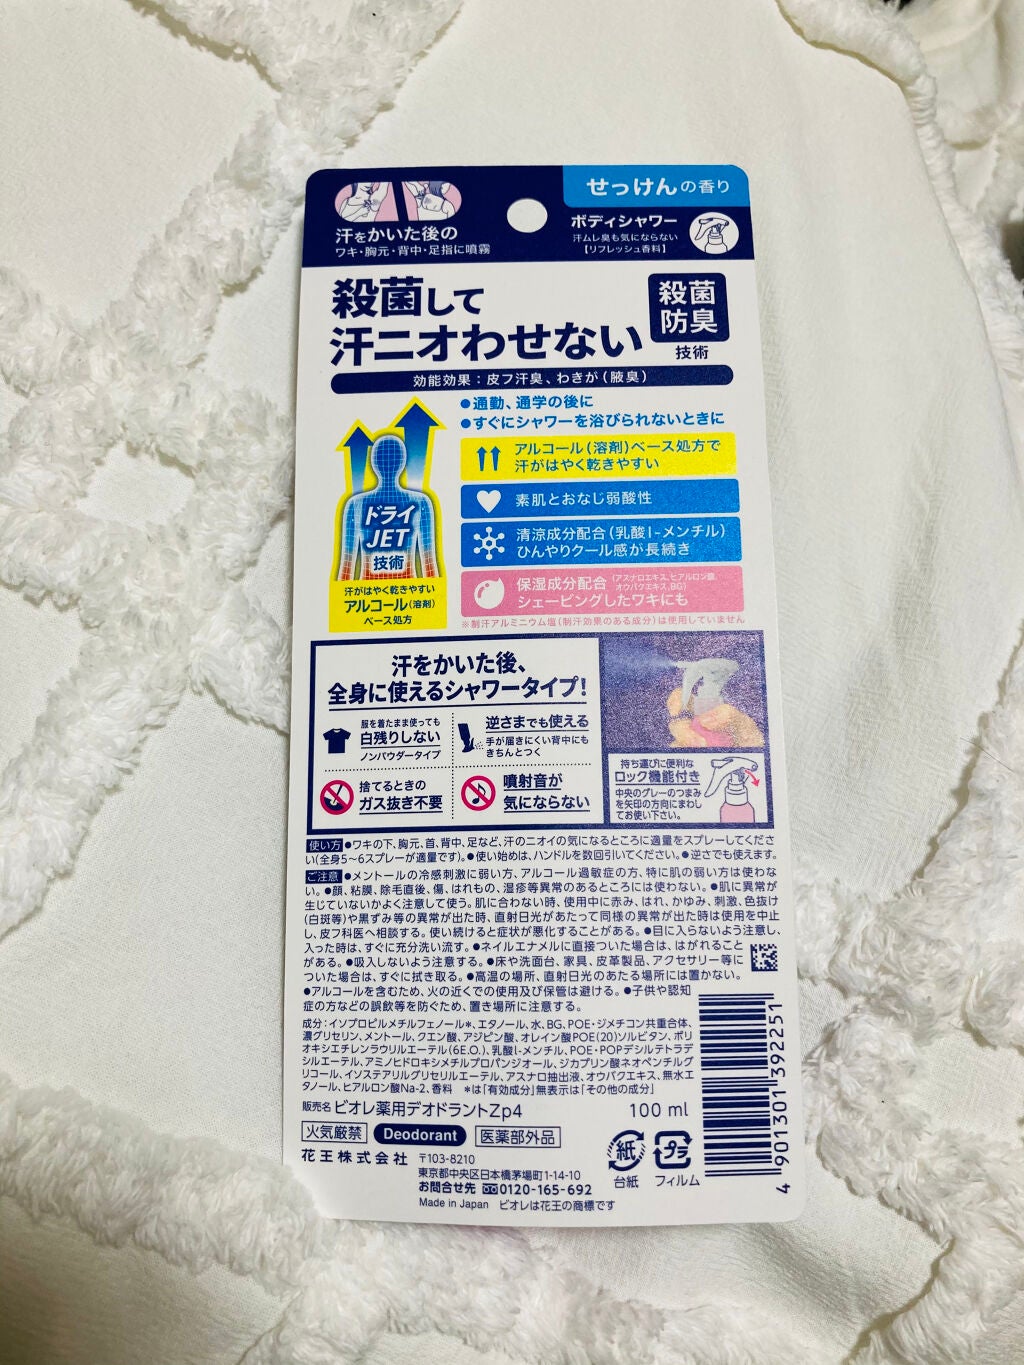 せっけんの香り
汗をかいた後の
ワキ・胸元・背中・足指に噴霧
ボディシャワー
汗ムレ臭も気にならない
【リフレッシュ香料】
殺菌して
汗ニオわせない
殺菌
防臭
技術
効能効果：皮フ汗臭、わきが(腋臭)
●通勤、通学の後に
●すぐにシャワーを浴びられないときに
アルコール(溶剤)ベース処方で
汗がはやく乾きやすい
素肌とおなじ弱酸性
清涼成分配合(乳酸l-メンチル)
ひんやりクール感が長続き
保湿成分配合(アスナロエキス、ヒアルロン酸、
オウバクエキス、BG)
シェービングしたワキにも
※制汗アルミニウム塩(制汗効果のある成分)は使用していません
ドライ
JET
技術
汗がはやく乾きやすい
アルコール(溶剤)
ベース処方
汗をかいた後、
全身に使えるシャワータイプ!
服を着たまま使っても
白残りしない
ノンパウダータイプ
逆さまでも使える
手が届きにくい背中にも
きちんとつく
捨てるときの
ガス抜き不要
噴射音が
気にならない
持ち運びに便利な
ロック機能付き
中央のグレーのつまみ
を矢印の方向にまわし
てお使い下さい。
使い方 ●ワキの下、胸元、首、背中、足など、汗のニオイの気になるところに適量をスプレーしてくださ
い(全身5~6スプレーが適量です)。●使い始めは、ハンドルを数回引いてください。●逆さでも使えます。
ご注意 ●メントールの冷感刺激に弱い方、アルコール過敏症の方、特に肌の弱い方は使わな
い。●顔、粘膜、除毛直後、傷、はれもの、湿疹等異常のあるところには使わない。●肌に異常が
生じていないかよく注意して使う。肌に合わない時、使用中に赤み、はれ、かゆみ、刺激、色抜け
(白斑等)や黒ずみ等の異常が出た時、直射日光があたって同様の異常が出た時は使用を中止
し、皮フ科医へ相談する。使い続けると症状が悪化することがある。●目に入らないよう注意し、
入った時は、すぐに充分洗い流す。●ネイルエナメルに直接ついた場合は、はがれること
がある。●吸入しないよう注意する。●床や洗面台、家具、皮革製品、アクセサリー等に
ついた場合は、すぐに拭き取る。●高温の場所、直射日光のあたる場所には置かない。
●アルコールを含むため、火の近くでの使用及び保管は避ける。●子供や認知
症の方などの誤飲等を防ぐため、置き場所に注意する。
成分：イソプロピルメチルフェノール*、エタノール、水、BG、POE・ジメチコン共重合体、
濃グリセリン、メントール、クエン酸、アジピン酸、オレイン酸POE(20)ソルビタン、ポリ
オキシエチレンラウリルエーテル(6E.O.)、乳酸l-メンチル、POE・POPデシルテトラデ
シルエーテル、アミノヒドロキシメチルプロパンジオール、ジカプリン酸ネオペンチルグ
リコール、イソステアリルグリセリルエーテル、アスナロ抽出液、オウバクエキス、無水エ
タノール、ヒアルロン酸Na-2、香料 *は「有効成分」無表示は「その他の成分」
販売名 ビオレ薬用デオドラントZp4
100 ml
火気厳禁 Deodorant 医薬部外品
花王株式会社 〒103-8210
東京都中央区日本橋茅場町1-14-10
お問合せ先 0120-165-692
Made in Japan ビオレは花王の商標です
紙
台紙
プラ
フィルム
4 901301 392251